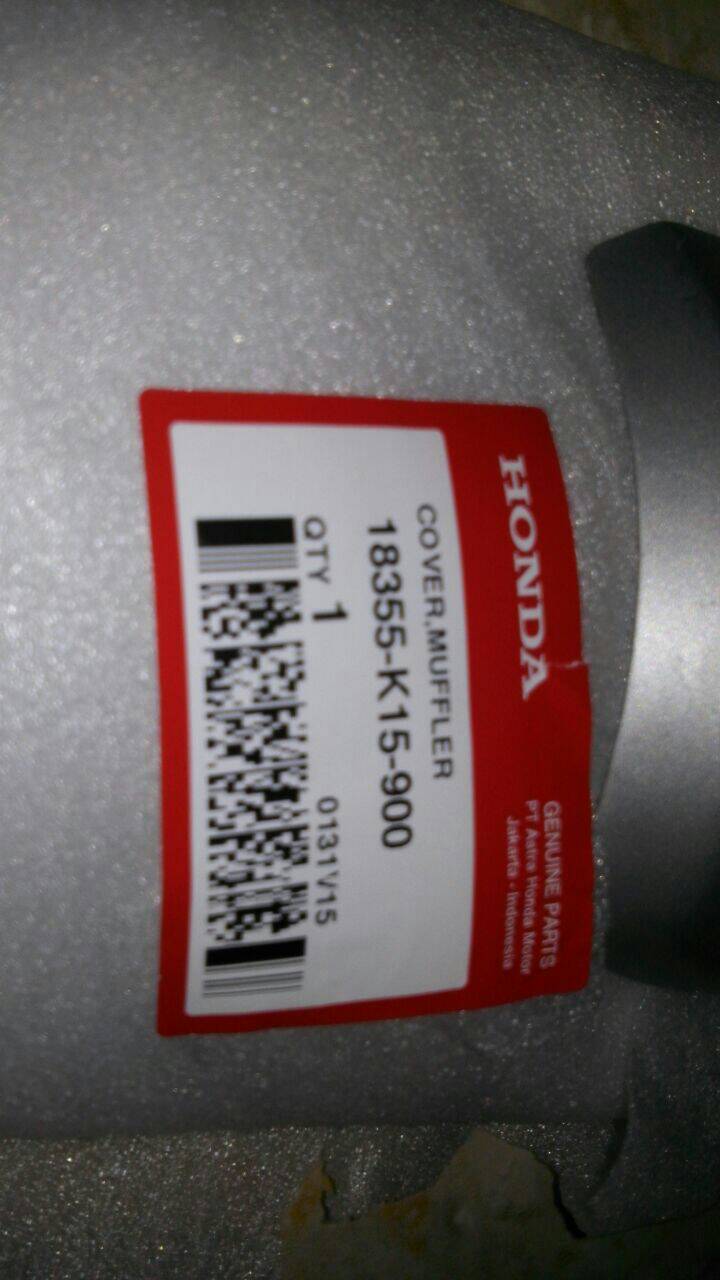 HONDA
GENUINE PARTS
PT Astra Honda Motor
Jakarta - Indonesia
COVER,MUFFLER
18355-K15-900
QTY 1
0131V15